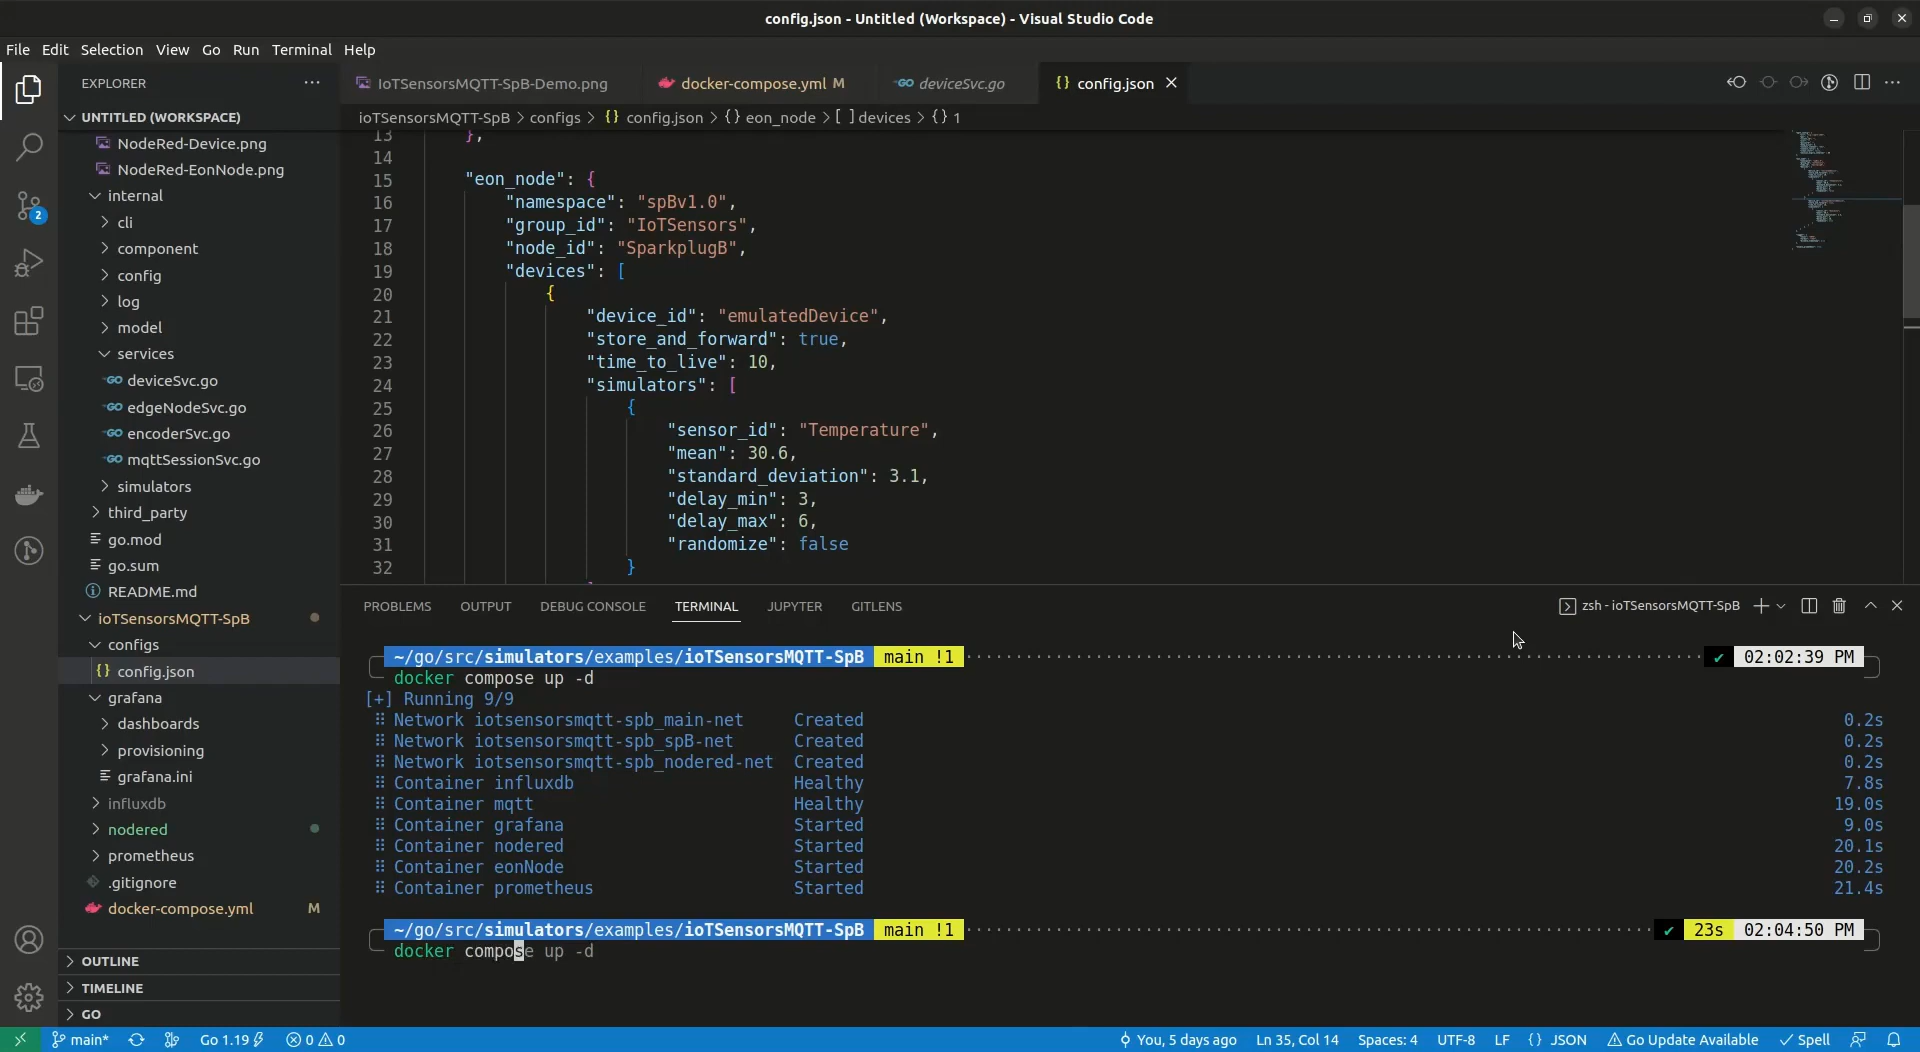 config.json - Untitled (Workspace) - Visual Studio Code
File Edit Selection View Go Run Terminal Help
EXPLORER
UNTITLED (WORKSPACE)
NodeRed-Device.png
NodeRed-EonNode.png
internal
cli
component
config
log
model
services
deviceSvc.go
edgeNodeSvc.go
encoderSvc.go
mqttSessionSvc.go
simulators
third_party
go.mod
go.sum
README.md
ioTSensorsMQTT-SpB
configs
config.json
grafana
dashboards
provisioning
grafana.ini
influxdb
nodered
prometheus
.gitignore
docker-compose.yml M
OUTLINE
TIMELINE
GO
2
IoTSensorsMQTT-SpB-Demo.png docker-compose.yml M deviceSvc.go {} config.json
ioTSensorsMQTT-SpB > configs > {} config.json > {} eon_node > [ ] devices > {} 1
13 },
14
15 "eon_node": {
16 "namespace": "spBv1.0",
17 "group_id": "IoTSensors",
18 "node_id": "SparkplugB",
19 "devices": [
20 {
21 "device_id": "emulatedDevice",
22 "store_and_forward": true,
23 "time_to_live": 10,
24 "simulators": [
25 {
26 "sensor_id": "Temperature",
27 "mean": 30.6,
28 "standard_deviation": 3.1,
29 "delay_min": 3,
30 "delay_max": 6,
31 "randomize": false
32 }
PROBLEMS OUTPUT DEBUG CONSOLE TERMINAL JUPYTER GITLENS zsh - ioTSensorsMQTT-SpB
~/go/src/simulators/examples/ioTSensorsMQTT-SpB main !1 ✔ 02:02:39 PM
docker compose up -d
[+] Running 9/9
⠿ Network iotsensorsmqtt-spb_main-net Created 0.2s
⠿ Network iotsensorsmqtt-spb_spB-net Created 0.2s
⠿ Network iotsensorsmqtt-spb_nodered-net Created 0.2s
⠿ Container influxdb Healthy 7.8s
⠿ Container mqtt Healthy 19.0s
⠿ Container grafana Started 9.0s
⠿ Container nodered Started 20.1s
⠿ Container eonNode Started 20.2s
⠿ Container prometheus Started 21.4s
~/go/src/simulators/examples/ioTSensorsMQTT-SpB main !1 ✔ 23s 02:04:50 PM
docker compose up -d
main* Go 1.19 0 0 You, 5 days ago Ln 35, Col 14 Spaces: 4 UTF-8 LF {} JSON Go Update Available Spell